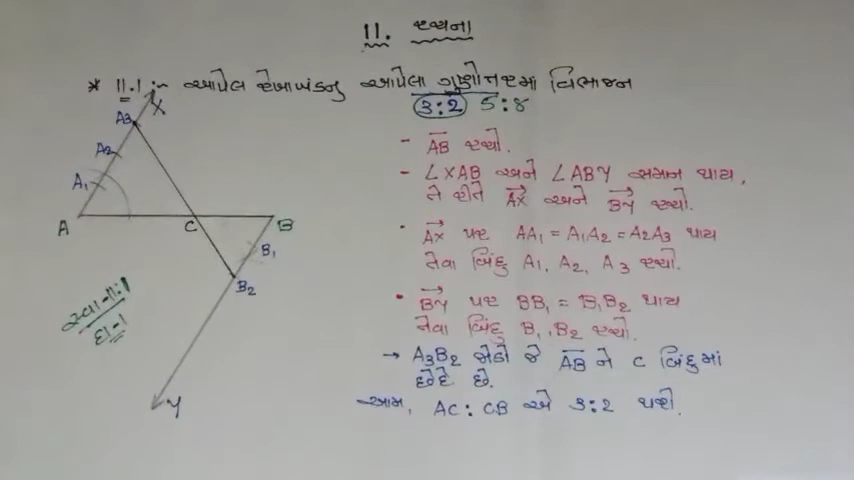 11. રચના
* 11.1 :- આપેલ રેખાખંડનુ આપેલા ગુણોત્તરમાં વિભાજન
3:2 5:૪
- AB રચો.
- ∠XAB અને ∠ABY સમાન થાય,
તે રીતે AX અને BY રચો.
· AX પર AA1 = A1A2 = A2A3 થાય
તેવા બિંદુ A1, A2, A3 રચો.
• BY પર BB1 = B1B2 થાય
તેવા બિંદુ B1, B2 રચો.
→ A3B2 જોડો જે AB ને C બિંદુમાં
છેદે છે.
આમ, AC : CB એ 3:2 થશે.
X
A3
A2
A1
A
C
B
B1
B2
Y
સ્વા-11.1
દા-1